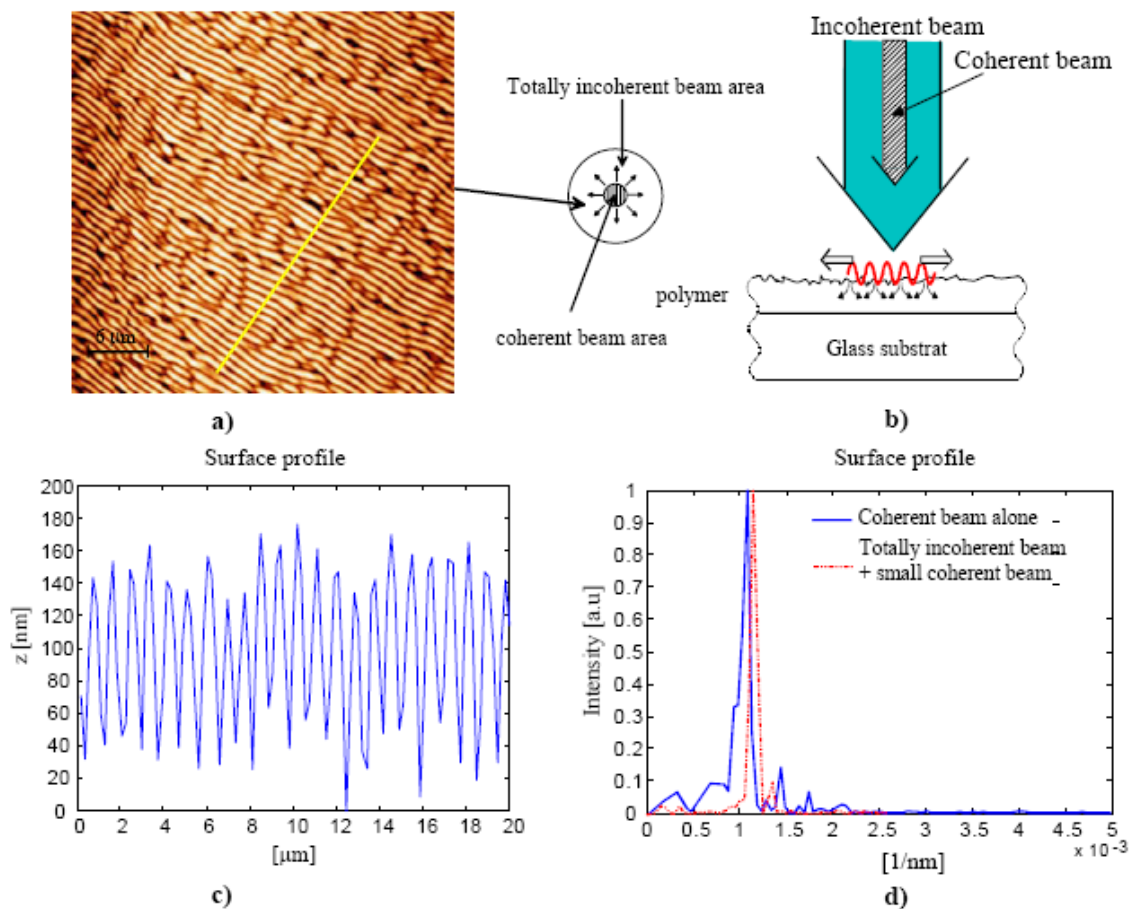 6 µm
a)
Totally incoherent beam area
coherent beam area
Incoherent beam
Coherent beam
polymer
Glass substrat
b)
Surface profile
200
180
160
140
120
100
80
60
40
20
0
z [nm]
0 2 4 6 8 10 12 14 16 18 20
[µm]
c)
Surface profile
1
0.9
0.8
0.7
0.6
0.5
0.4
0.3
0.2
0.1
0
Intensity [a.u]
Coherent beam alone
Totally incoherent beam
+ small coherent beam
0 0.5 1 1.5 2 2.5 3 3.5 4 4.5 5
x 10-3
[1/nm]
d)